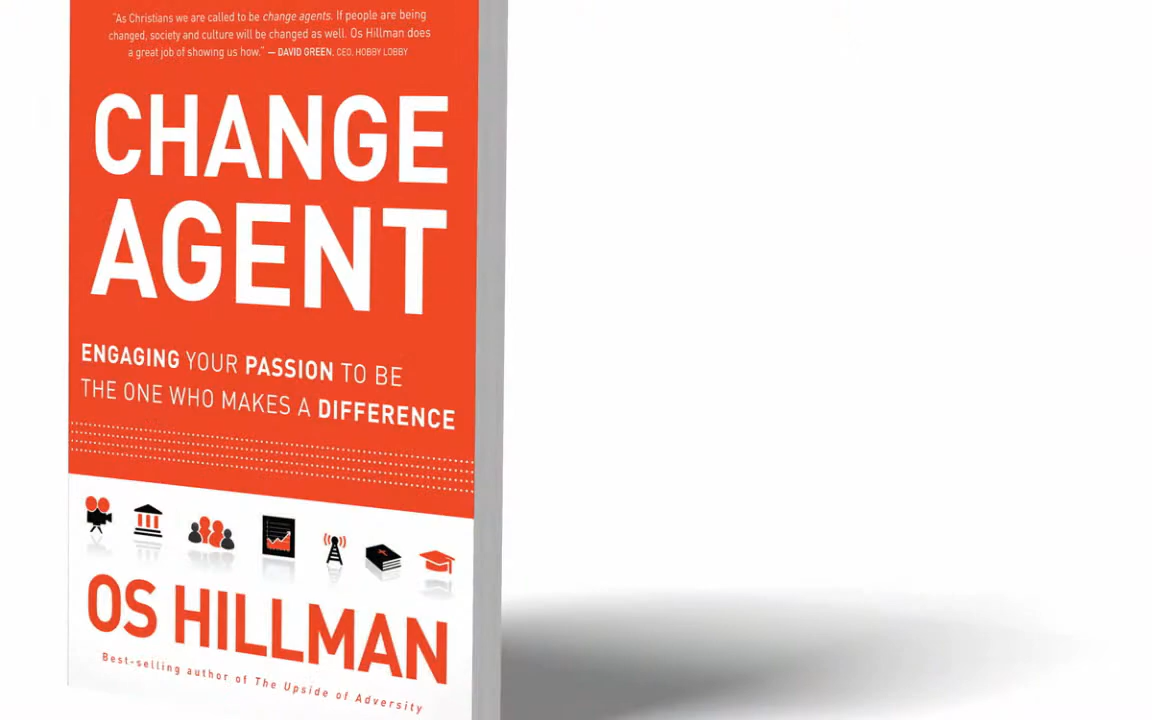 "As Christians we are called to be change agents. If people are being
changed, society and culture will be changed as well. Os Hillman does
a great job of showing us how." — DAVID GREEN, CEO, HOBBY LOBBY
CHANGE
AGENT
ENGAGING YOUR PASSION TO BE
THE ONE WHO MAKES A DIFFERENCE
OS HILLMAN
Best-selling author of The Upside of Adversity